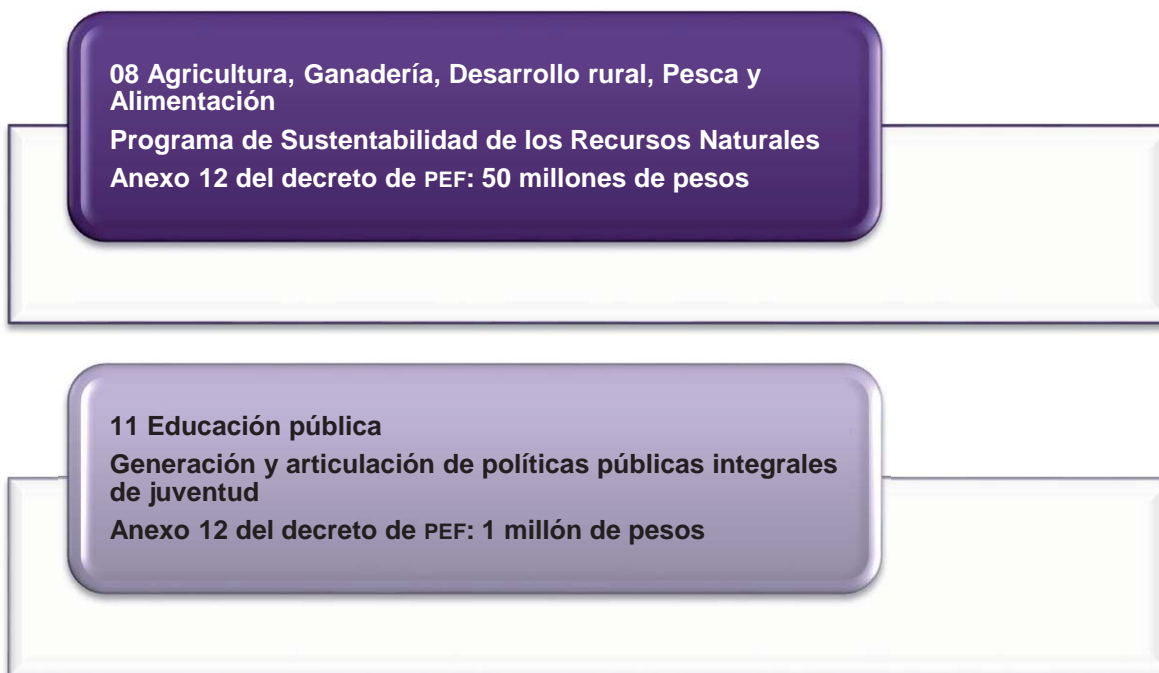 08 Agricultura, Ganadería, Desarrollo rural, Pesca y
Alimentación
Programa de Sustentabilidad de los Recursos Naturales
Anexo 12 del decreto de PEF: 50 millones de pesos
11 Educación pública
Generación y articulación de políticas públicas integrales
de juventud
Anexo 12 del decreto de PEF: 1 millón de pesos